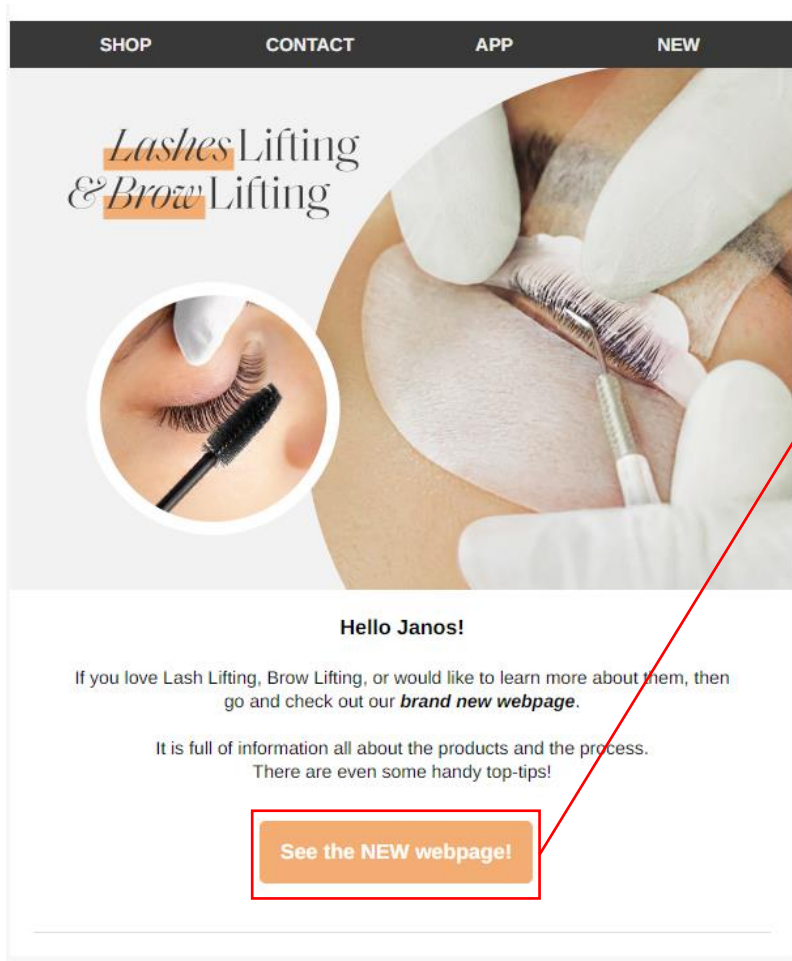 SHOP CONTACT APP NEW
Lashes Lifting
& Brow Lifting
Hello Janos!
If you love Lash Lifting, Brow Lifting, or would like to learn more about them, then
go and check out our brand new webpage.
It is full of information all about the products and the process.
There are even some handy top-tips!
See the NEW webpage!